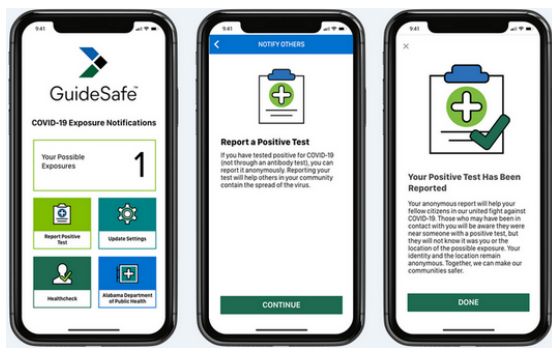 9:41
GuideSafe™
COVID-19 Exposure Notifications
Your Possible
Exposures
1
Report Positive
Test
Update Settings
Healthcheck
Alabama Department
of Public Health
9:41
NOTIFY OTHERS
Report a Positive Test
If you have tested positive for COVID-19
(not through an antibody test), you can
report it anonymously. Reporting your
test will help others in your community
contain the spread of the virus.
CONTINUE
9:41
Your Positive Test Has Been
Reported
Your anonymous report will help your
fellow citizens in our united fight against
COVID-19. Those who may have been in
contact with you will be aware they were
near someone with a positive test, but
they will not know it was you or the
location of the possible exposure. Your
identity and the location remain
anonymous. Together, we can make our
communities safer.
DONE